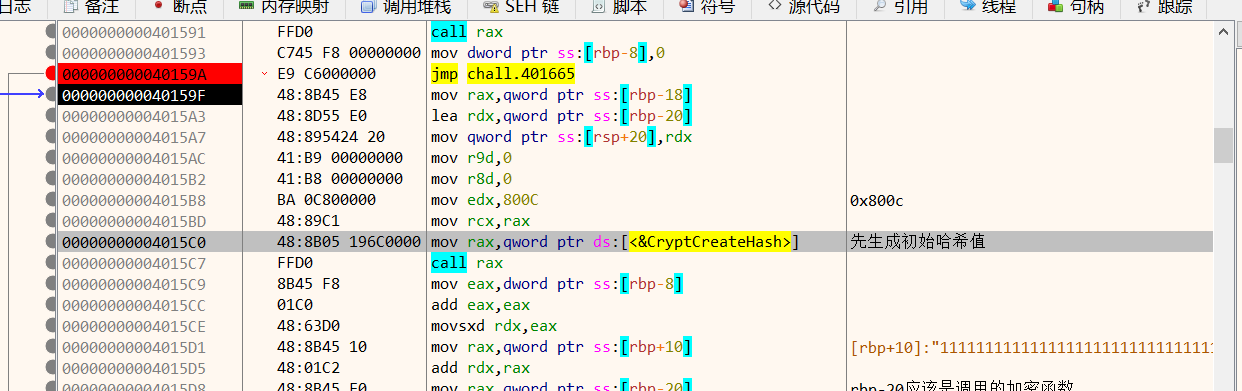 日志 备注 断点 内存映射 调用堆栈 SEH 链 脚本 符号 源代码 引用 线程 句柄 跟踪
0000000000401591 FFD0 call rax
0000000000401593 C745 F8 00000000 mov dword ptr ss:[rbp-8],0
000000000040159A E9 C6000000 jmp chall.401665
000000000040159F 48:8B45 E8 mov rax,qword ptr ss:[rbp-18]
00000000004015A3 48:8D55 E0 lea rdx,qword ptr ss:[rbp-20]
00000000004015A7 48:895424 20 mov qword ptr ss:[rsp+20],rdx
00000000004015AC 41:B9 00000000 mov r9d,0
00000000004015B2 41:B8 00000000 mov r8d,0
00000000004015B8 BA 0C800000 mov edx,800C 0x800c
00000000004015BD 48:89C1 mov rcx,rax
00000000004015C0 48:8B05 196C0000 mov rax,qword ptr ds:[<&CryptCreateHash>] 先生成初始哈希值
00000000004015C7 FFD0 call rax
00000000004015C9 8B45 F8 mov eax,dword ptr ss:[rbp-8]
00000000004015CC 01C0 add eax,eax
00000000004015CE 48:63D0 movsxd rdx,eax
00000000004015D1 48:8B45 10 mov rax,qword ptr ss:[rbp+10] [rbp+10]:"1111111111111111111111111111111
00000000004015D5 48:01C2 add rdx,rax
00000000004015D8 48:8B45 E0 mov rax,qword ptr ss:[rbp-20] rbp-20应该是调用的加密函数